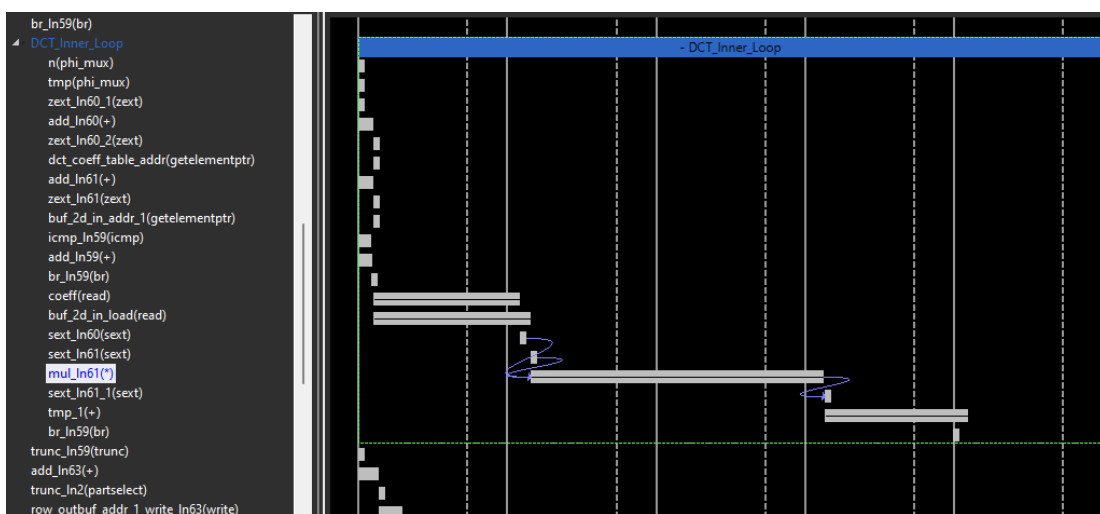 br_ln59(br)
DCT_Inner_Loop
- DCT_Inner_Loop
n(phi_mux)
tmp(phi_mux)
zext_ln60_1(zext)
add_ln60(+)
zext_ln60_2(zext)
dct_coeff_table_addr(getelementptr)
add_ln61(+)
zext_ln61(zext)
buf_2d_in_addr_1(getelementptr)
icmp_ln59(icmp)
add_ln59(+)
br_ln59(br)
coeff(read)
buf_2d_in_load(read)
sext_ln60(sext)
sext_ln61(sext)
mul_ln61(*)
sext_ln61_1(sext)
tmp_1(+)
br_ln59(br)
trunc_ln59(trunc)
add_ln63(+)
trunc_ln2(partselect)
row_outbuf_addr_1_write_ln63(write)